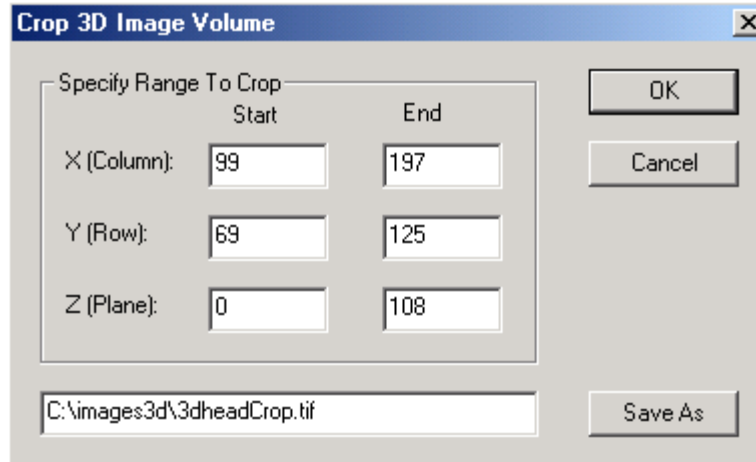 Crop 3D Image Volume
Specify Range To Crop
Start End
X (Column): 99 197
Y (Row): 69 125
Z (Plane): 0 108
C:\images3d\3dheadCrop.tif
OK
Cancel
Save As